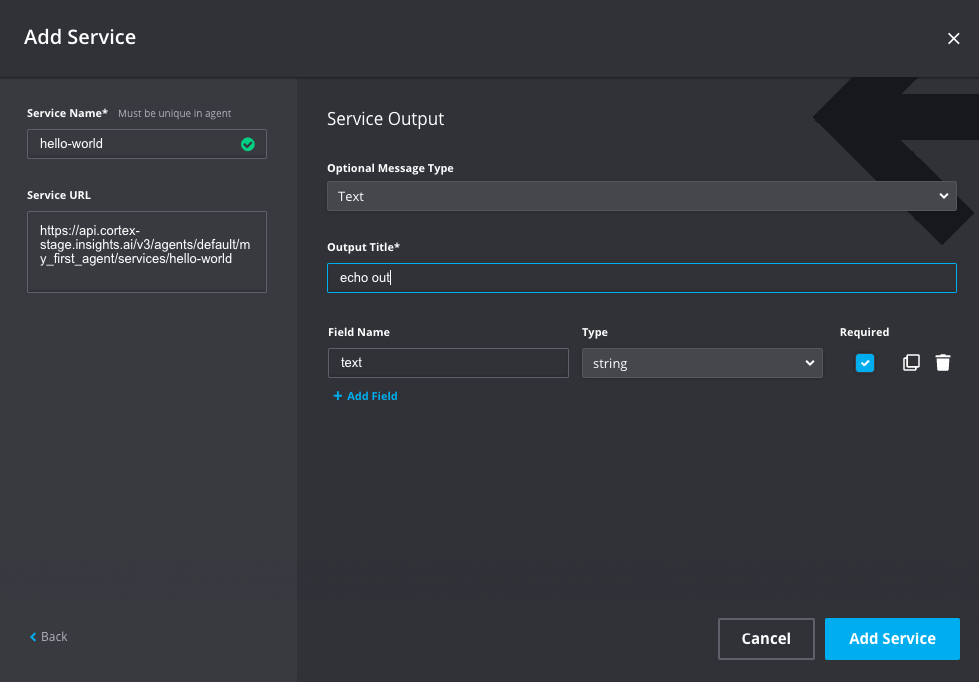 Add Service
Service Name* Must be unique in agent
hello-world
Service URL
https://api.cortex-
stage.insights.ai/v3/agents/default/m
y_first_agent/services/hello-world
Back
Service Output
Optional Message Type
Text
Output Title*
echo out
Field Name Type Required
text string
+ Add Field
Cancel Add Service